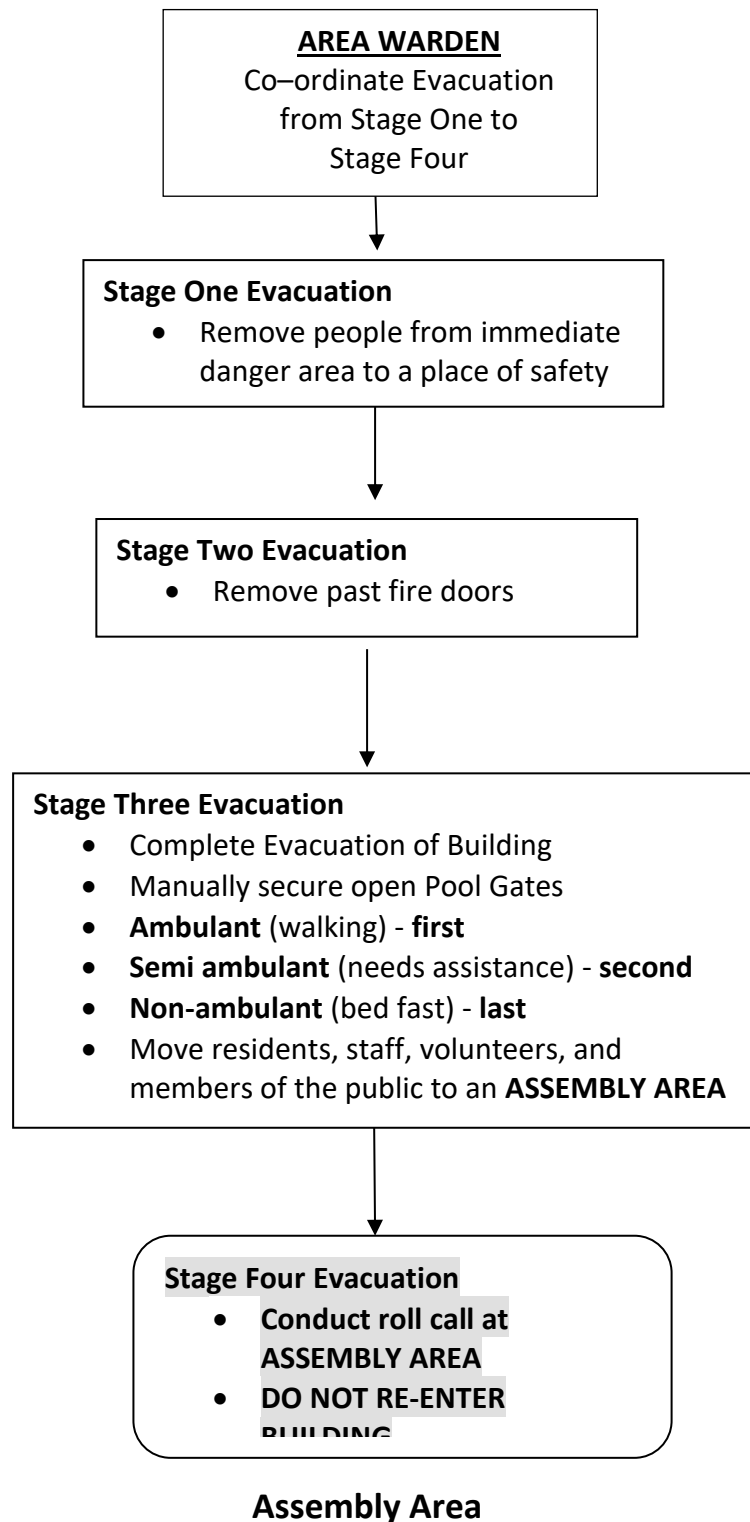 AREA WARDEN
Co–ordinate Evacuation
from Stage One to
Stage Four
Stage One Evacuation
• Remove people from immediate
danger area to a place of safety
Stage Two Evacuation
• Remove past fire doors
Stage Three Evacuation
• Complete Evacuation of Building
• Manually secure open Pool Gates
• Ambulant (walking) - first
• Semi ambulant (needs assistance) - second
• Non-ambulant (bed fast) - last
• Move residents, staff, volunteers, and
members of the public to an ASSEMBLY AREA
Stage Four Evacuation
• Conduct roll call at
ASSEMBLY AREA
• DO NOT RE-ENTER
BUILDING
Assembly Area